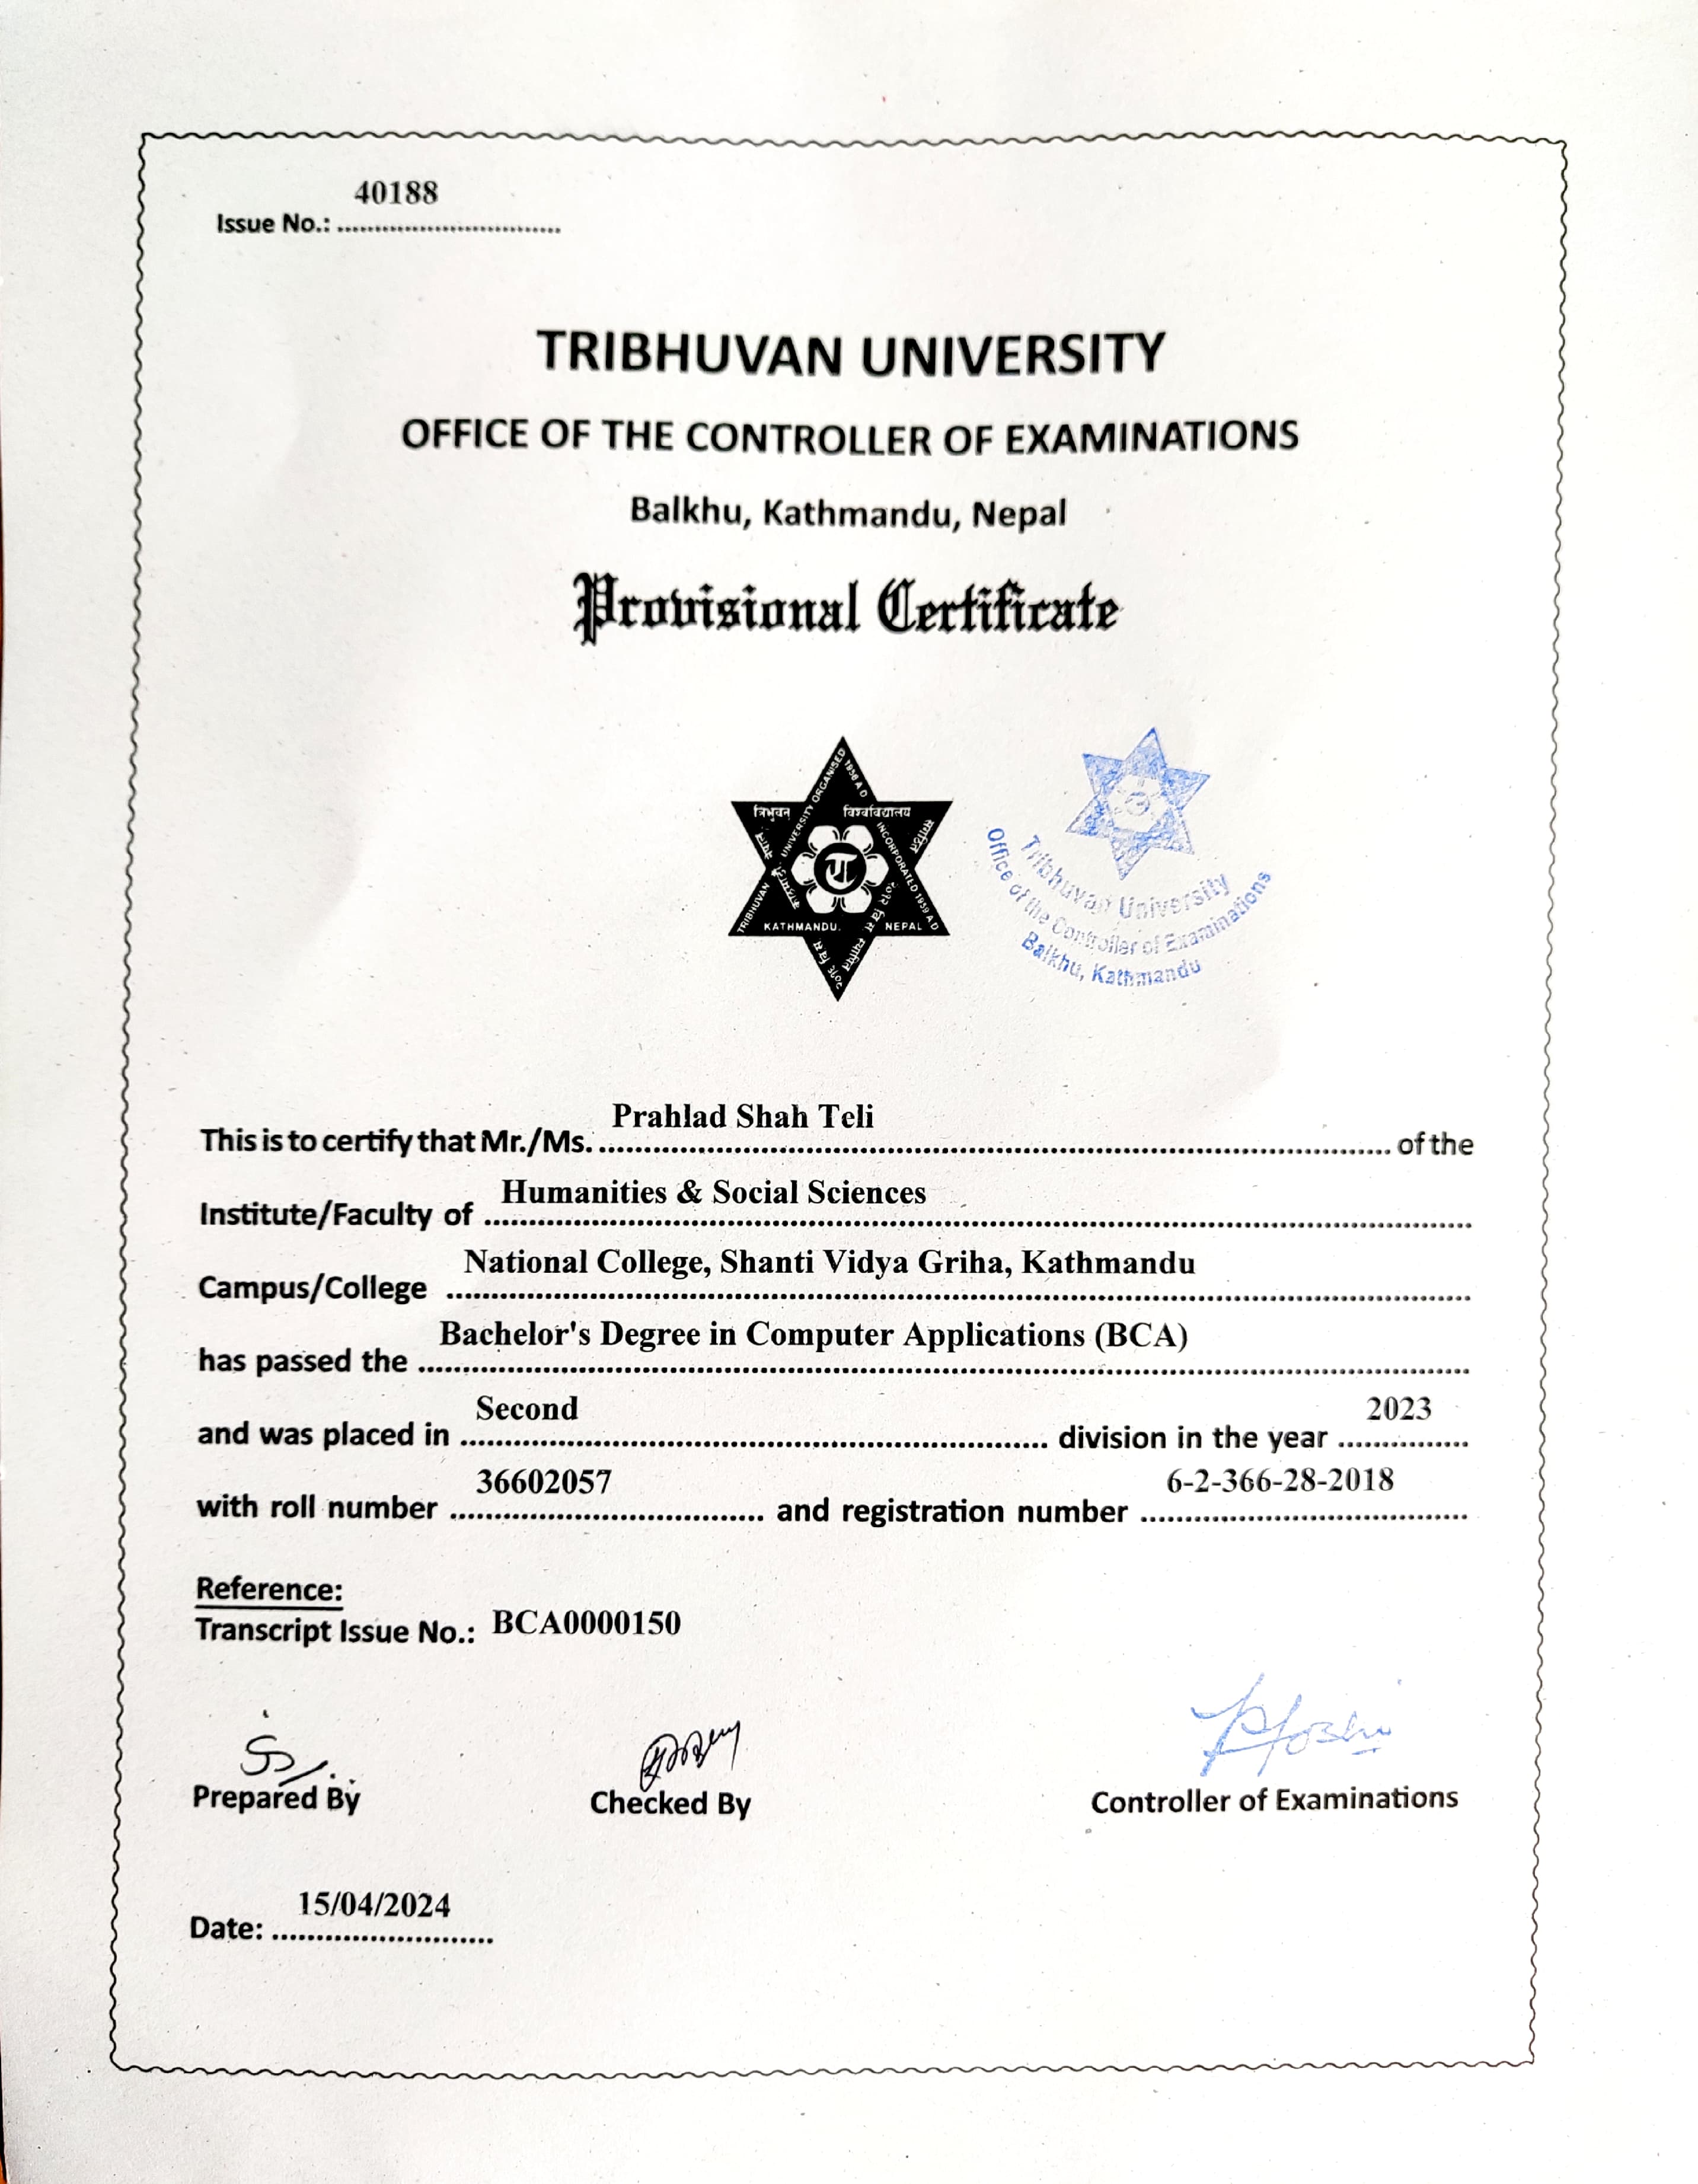 40188
Issue No.: ..............................
TRIBHUVAN UNIVERSITY
OFFICE OF THE CONTROLLER OF EXAMINATIONS
Balkhu, Kathmandu, Nepal
Provisional Certificate
त्रिभुवन विश्वविद्यालय
TRIBHUVAN UNIVERSITY ORGANISED 1956 A D
INCORPORATED 1959 A D
KATHMANDU. NEPAL
Tribhuvan University
Office of the Controller of Examinations
Balkhu, Kathmandu
This is to certify that Mr./Ms. Prahlad Shah Teli of the
Institute/Faculty of Humanities & Social Sciences
Campus/College National College, Shanti Vidya Griha, Kathmandu
has passed the Bachelor's Degree in Computer Applications (BCA)
and was placed in Second division in the year 2023
with roll number 36602057 and registration number 6-2-366-28-2018
Reference:
Transcript Issue No.: BCA0000150
Prepared By Checked By Controller of Examinations
15/04/2024
Date: .........................